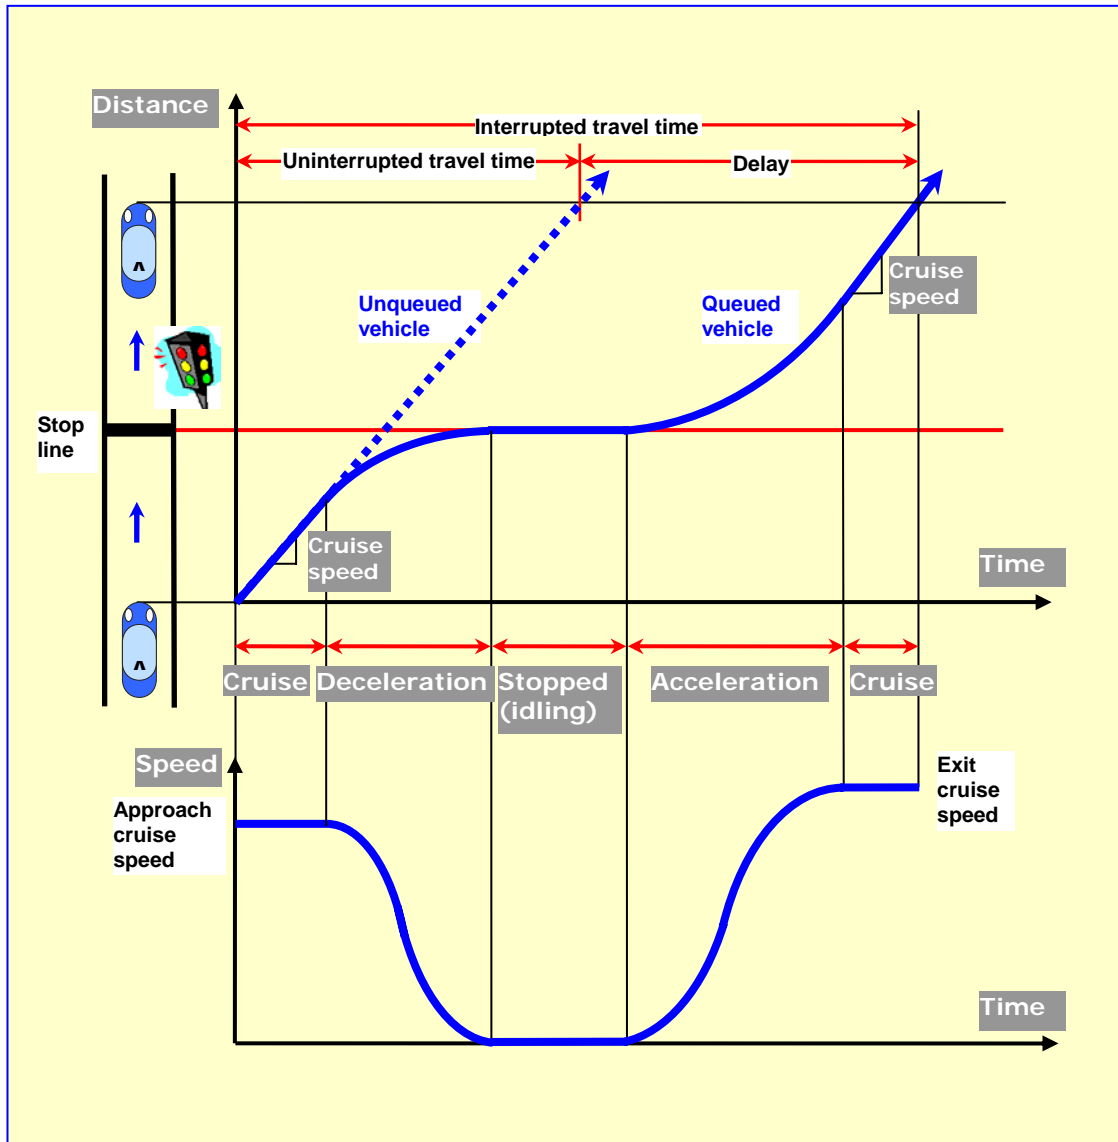 Distance
Interrupted travel time
Uninterrupted travel time
Delay
Unqueued
vehicle
Queued
vehicle
Cruise
speed
Stop
line
Cruise
speed
Time
Cruise
Deceleration
Stopped
(idling)
Acceleration
Cruise
Speed
Approach
cruise
speed
Exit
cruise
speed
Time